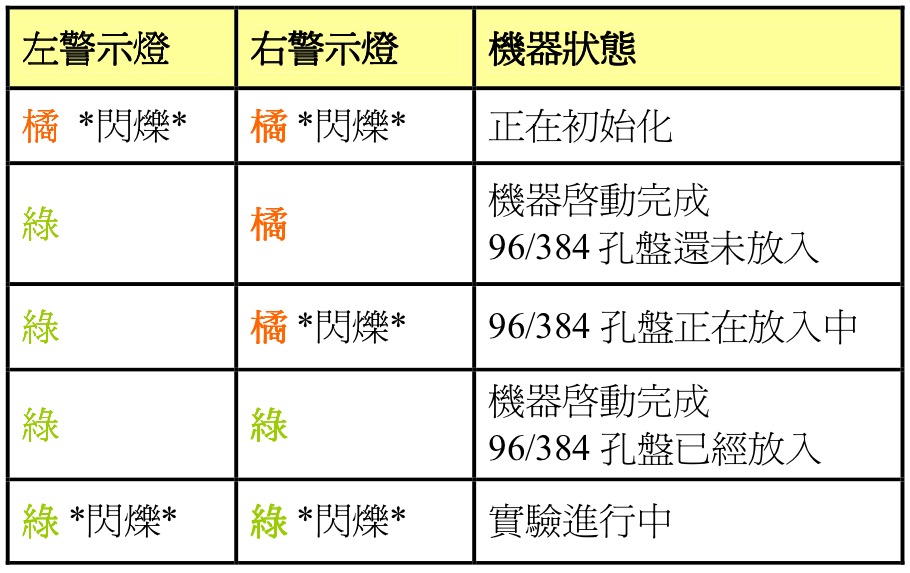 左警示燈 右警示燈 機器狀態
橘 *閃爍* 橘 *閃爍* 正在初始化
綠 橘 機器啓動完成
96/384 孔盤還未放入
綠 橘 *閃爍* 96/384 孔盤正在放入中
綠 綠 機器啓動完成
96/384 孔盤已經放入
綠 *閃爍* 綠 *閃爍* 實驗進行中